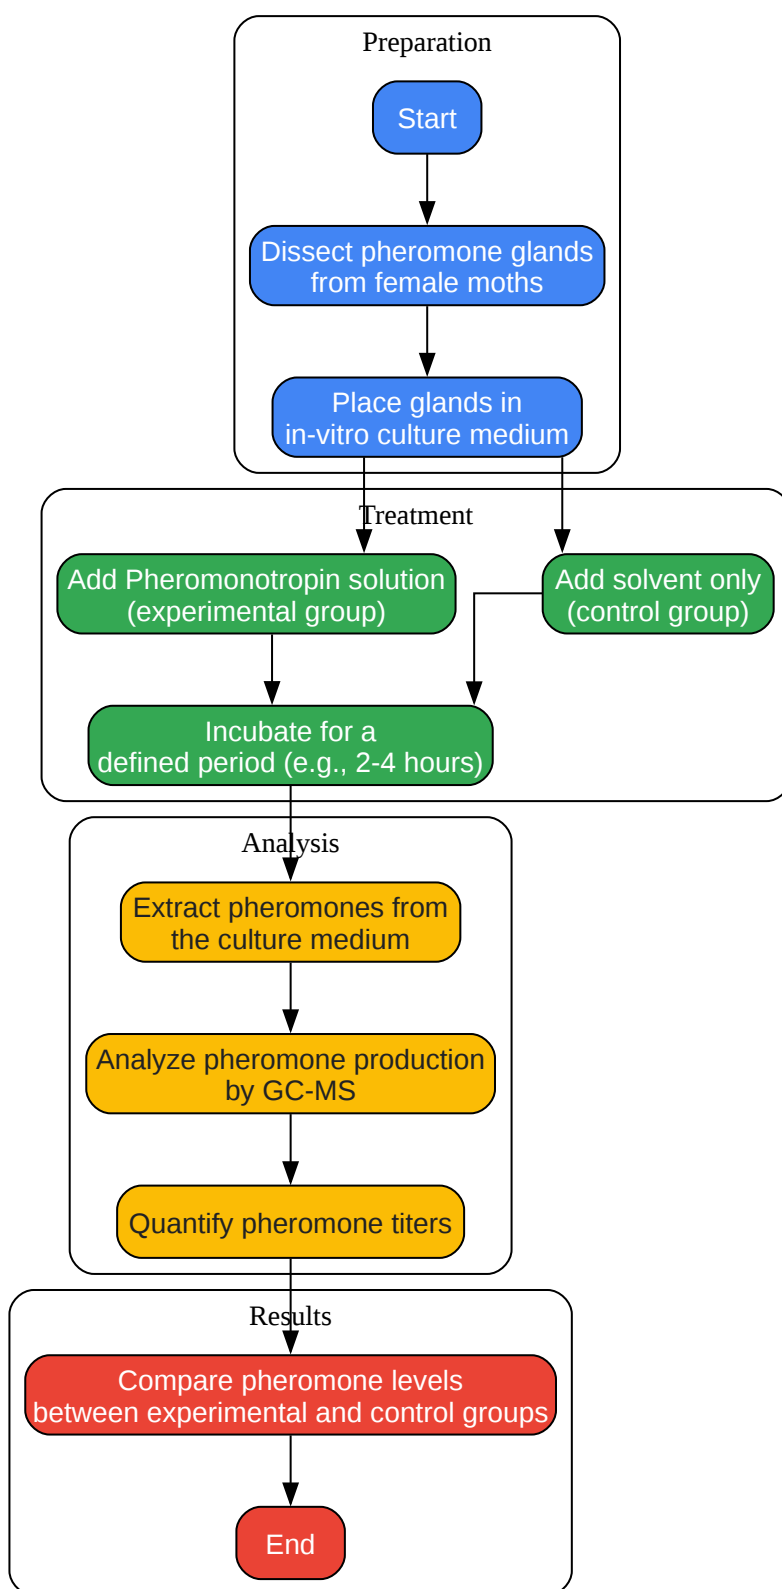 Preparation
Start
Dissect pheromone glands
from female moths
Place glands in
in-vitro culture medium
Treatment
Add Pheromonotropin solution
(experimental group)
Add solvent only
(control group)
Incubate for a
defined period (e.g., 2-4 hours)
Analysis
Extract pheromones from
the culture medium
Analyze pheromone production
by GC-MS
Quantify pheromone titers
Results
Compare pheromone levels
between experimental and control groups
End